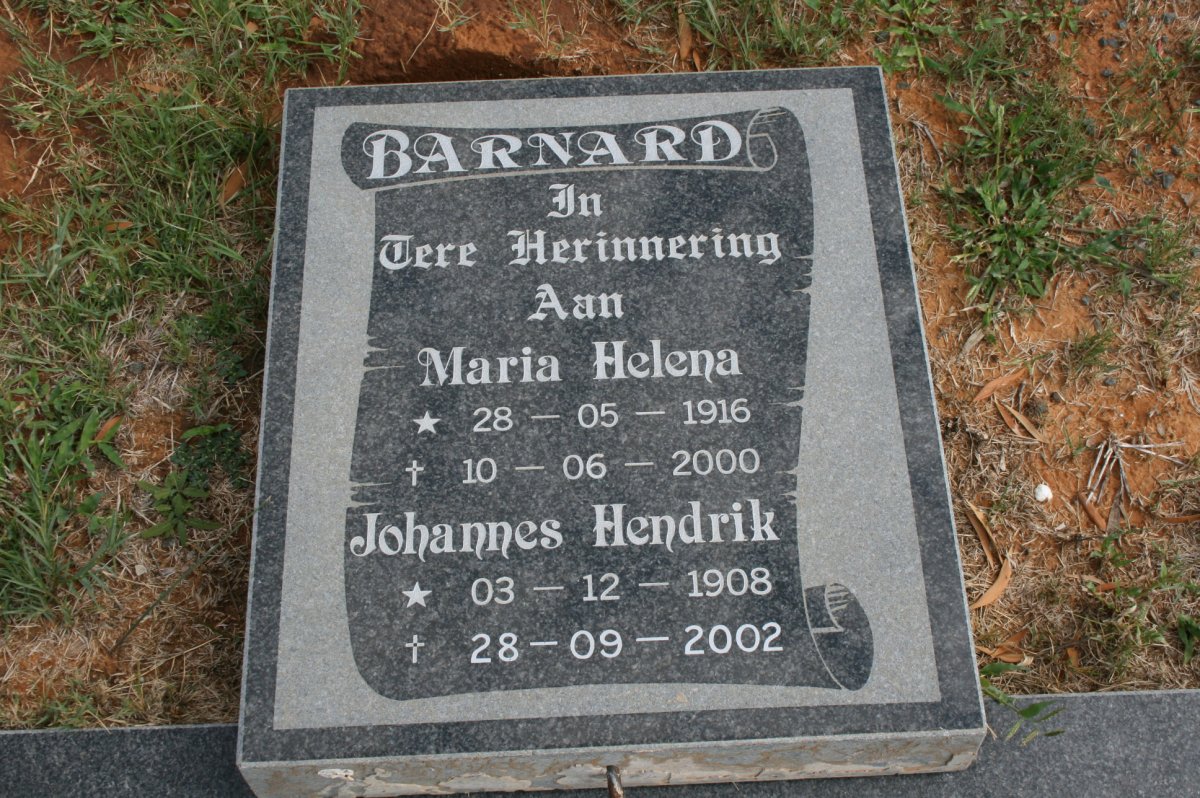 BARNARD
In
Tere Herinnering
Aan
Maria Helena
★ 28 — 05 — 1916
✝ 10 — 06 — 2000
Johannes Hendrik
★ 03 — 12 — 1908
✝ 28 — 09 — 2002